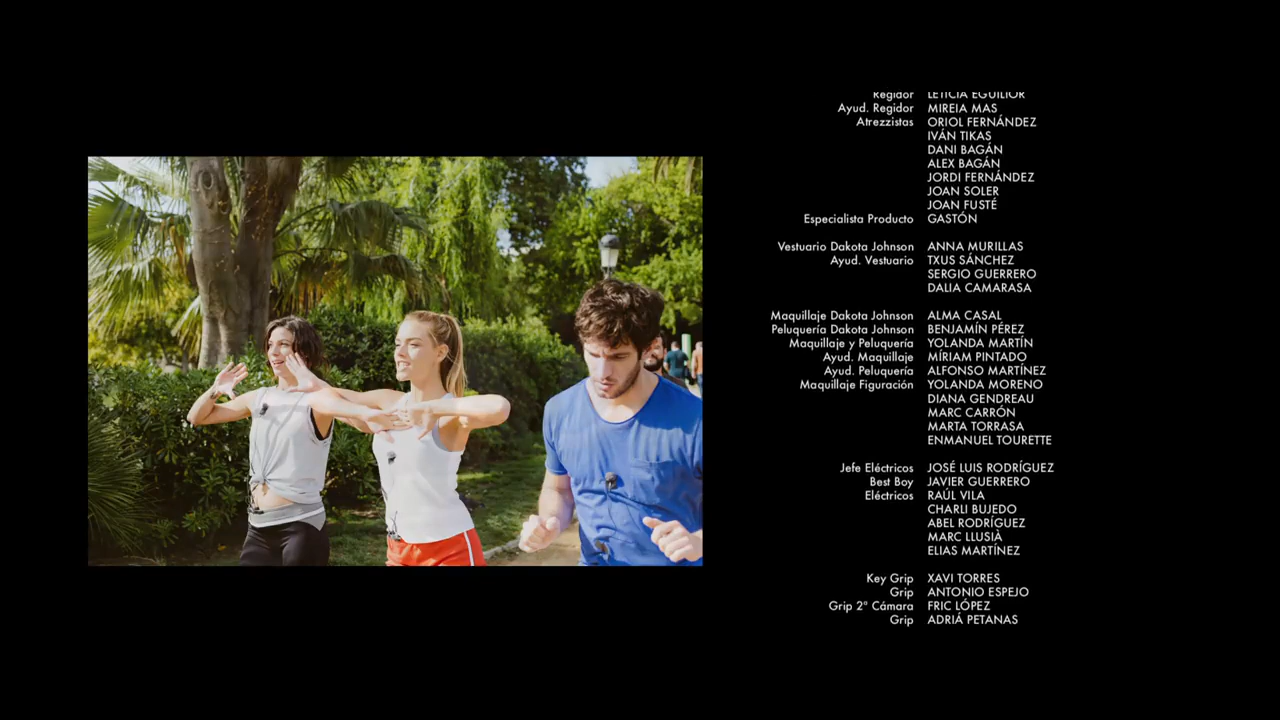 Regidor LETICIA EGUILIOR
Ayud. Regidor MIREIA MAS
Atrezzistas ORIOL FERNÁNDEZ
IVÁN TIKAS
DANI BAGÁN
ALEX BAGÁN
JORDI FERNÁNDEZ
JOAN SOLER
JOAN FUSTÉ
Especialista Producto GASTÓN
Vestuario Dakota Johnson ANNA MURILLAS
Ayud. Vestuario TXUS SÁNCHEZ
SERGIO GUERRERO
DALIA CAMARASA
Maquillaje Dakota Johnson ALMA CASAL
Peluquería Dakota Johnson BENJAMÍN PÉREZ
Maquillaje y Peluquería YOLANDA MARTÍN
Ayud. Maquillaje MÍRIAM PINTADO
Ayud. Peluquería ALFONSO MARTÍNEZ
Maquillaje Figuración YOLANDA MORENO
DIANA GENDREAU
MARC CARRÓN
MARTA TORRASA
ENMANUEL TOURETTE
Jefe Eléctricos JOSÉ LUIS RODRÍGUEZ
Best Boy JAVIER GUERRERO
Eléctricos RAÚL VILA
CHARLI BUJEDO
ABEL RODRÍGUEZ
MARC LLUSIÀ
ELIAS MARTÍNEZ
Key Grip XAVI TORRES
Grip ANTONIO ESPEJO
Grip 2ª Cámara FRIC LÓPEZ
Grip ADRIÁ PETANAS